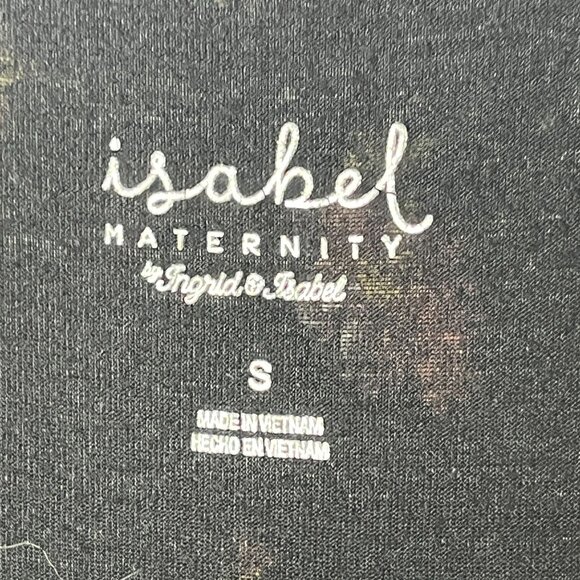 isabel
MATERNITY
by Ingrid & Isabel
S
MADE IN VIETNAM
HECHO EN VIETNAM